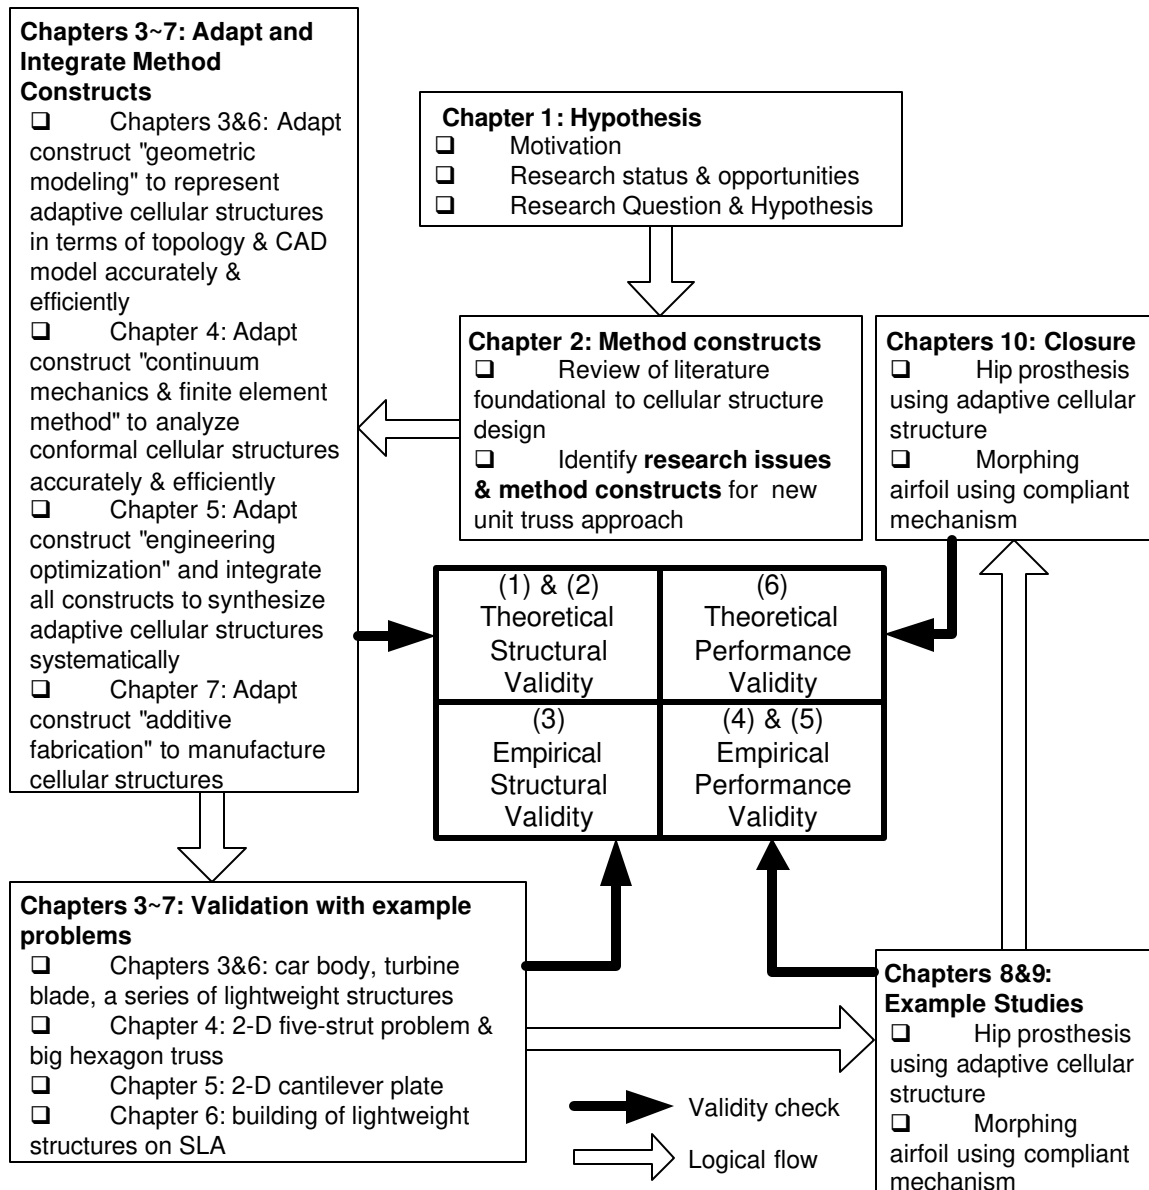 Chapters 3~7: Adapt and
Integrate Method
Constructs
❑ Chapters 3&6: Adapt
construct "geometric
modeling" to represent
adaptive cellular structures
in terms of topology & CAD
model accurately &
efficiently
❑ Chapter 4: Adapt
construct "continuum
mechanics & finite element
method" to analyze
conformal cellular structures
accurately & efficiently
❑ Chapter 5: Adapt
construct "engineering
optimization" and integrate
all constructs to synthesize
adaptive cellular structures
systematically
❑ Chapter 7: Adapt
construct "additive
fabrication" to manufacture
cellular structures
Chapter 1: Hypothesis
❑ Motivation
❑ Research status & opportunities
❑ Research Question & Hypothesis
Chapter 2: Method constructs
❑ Review of literature
foundational to cellular structure
design
❑ Identify research issues
& method constructs for new
unit truss approach
Chapters 10: Closure
❑ Hip prosthesis
using adaptive cellular
structure
❑ Morphing
airfoil using compliant
mechanism
(1) & (2)
Theoretical
Structural
Validity
(6)
Theoretical
Performance
Validity
(3)
Empirical
Structural
Validity
(4) & (5)
Empirical
Performance
Validity
Chapters 3~7: Validation with example
problems
❑ Chapters 3&6: car body, turbine
blade, a series of lightweight structures
❑ Chapter 4: 2-D five-strut problem &
big hexagon truss
❑ Chapter 5: 2-D cantilever plate
❑ Chapter 6: building of lightweight
structures on SLA
Validity check
Logical flow
Chapters 8&9:
Example Studies
❑ Hip prosthesis
using adaptive cellular
structure
❑ Morphing
airfoil using compliant
mechanism